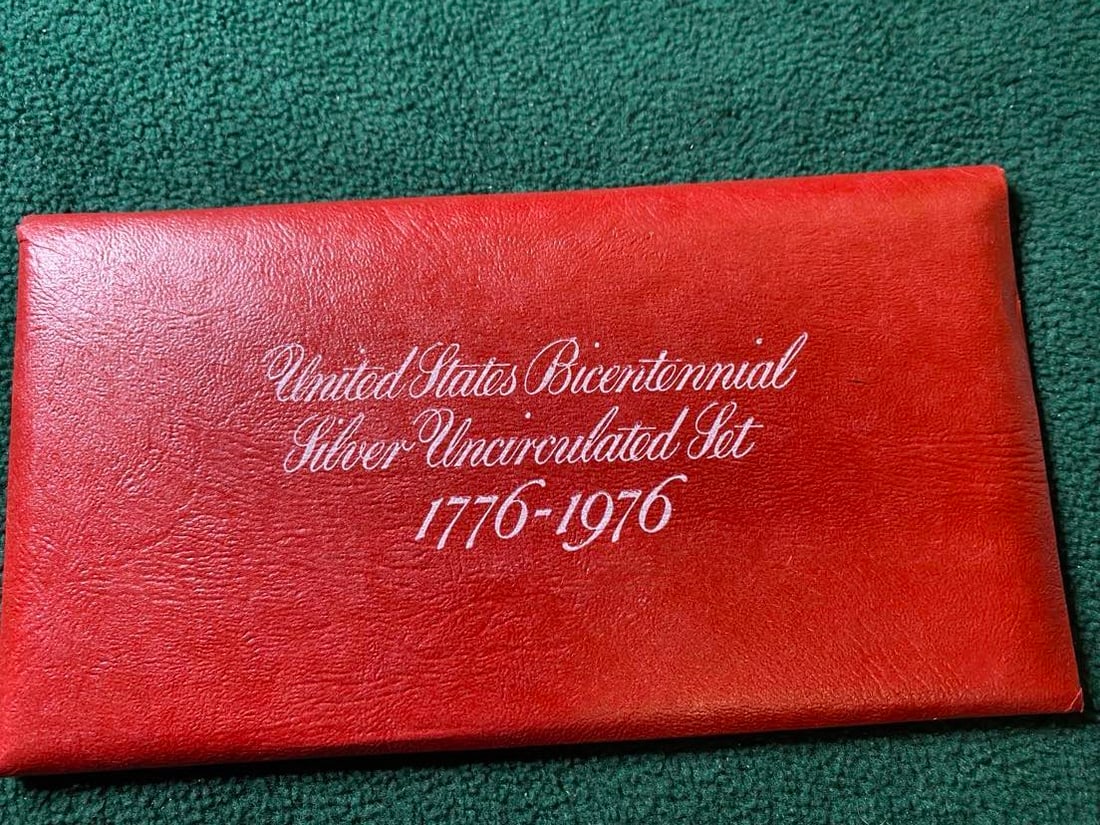 United States Bicentennial
Silver Uncirculated Set
1776-1976